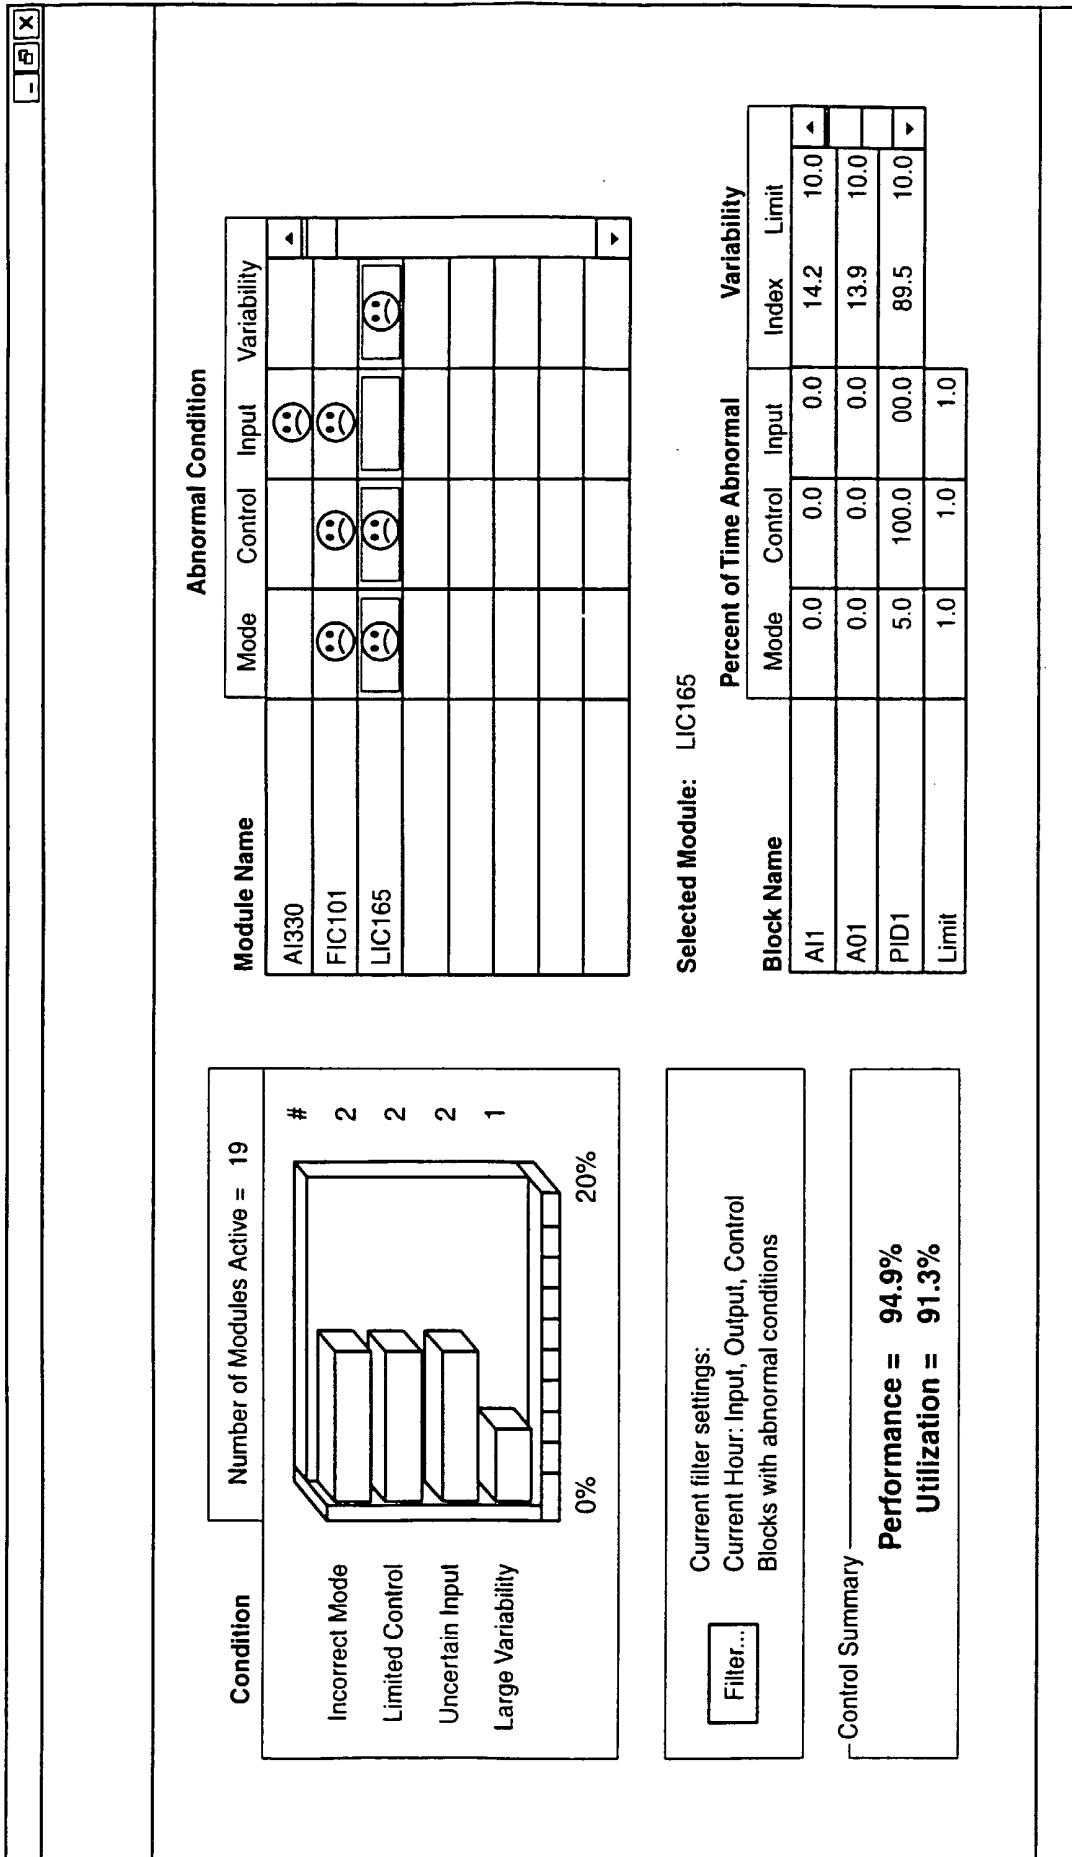 Condition
Number of Modules Active = 19
#
Incorrect Mode 2
Limited Control 2
Uncertain Input 2
Large Variability 1
0% 20%
Filter...
Current filter settings:
Current Hour: Input, Output, Control
Blocks with abnormal conditions
Control Summary
Performance = 94.9%
Utilization = 91.3%
Abnormal Condition
Module Name Mode Control Input Variability
AI330
FIC101
LIC165
Selected Module: LIC165
Percent of Time Abnormal Variability
Block Name Mode Control Input Index Limit
AI1 0.0 0.0 0.0 14.2 10.0
A01 0.0 0.0 0.0 13.9 10.0
PID1 5.0 100.0 00.0 89.5 10.0
Limit 1.0 1.0 1.0